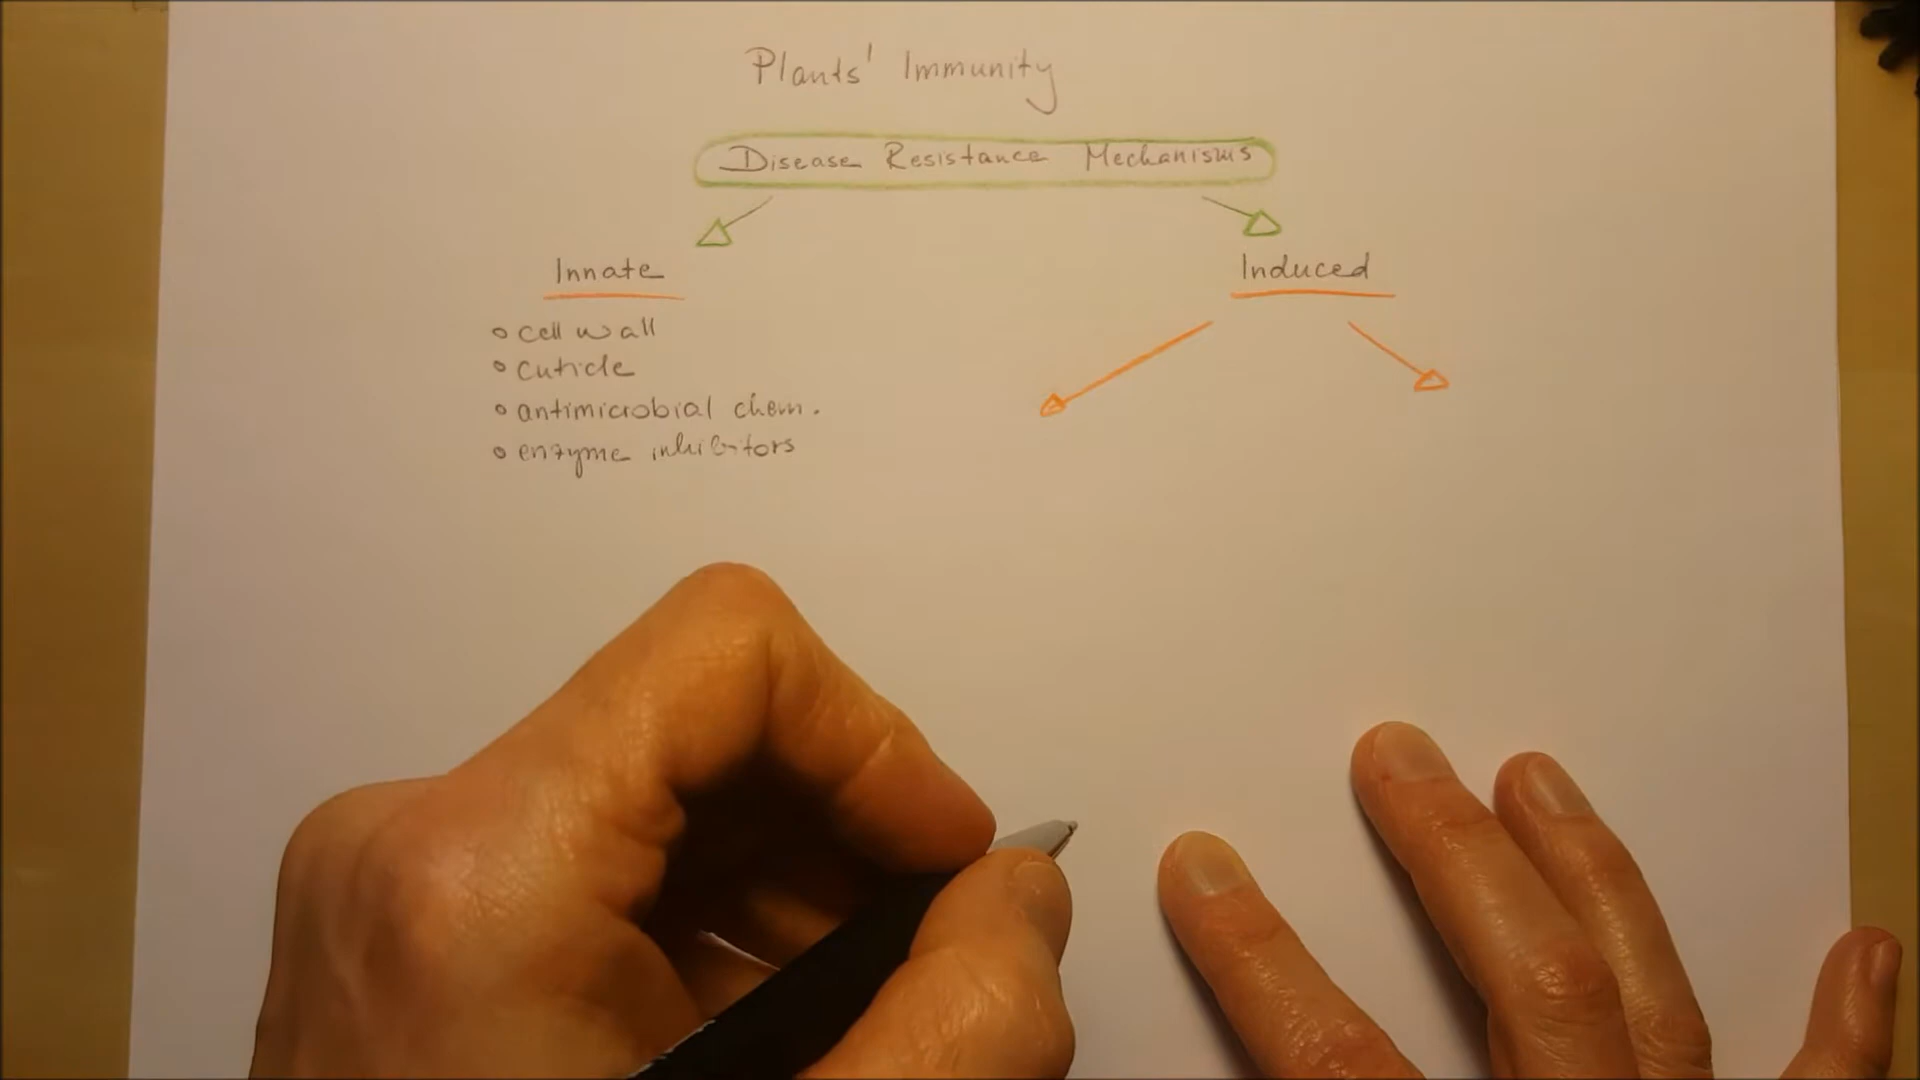 Plants' Immunity
Disease Resistance Mechanisms
Innate
Induced
cell wall
cuticle
antimicrobial chem.
enzyme inhibitors